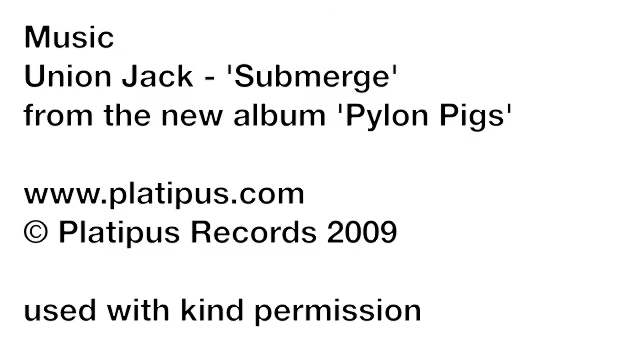 Music
Union Jack - 'Submerge'
from the new album 'Pylon Pigs'
www.platipus.com
© Platipus Records 2009
used with kind permission